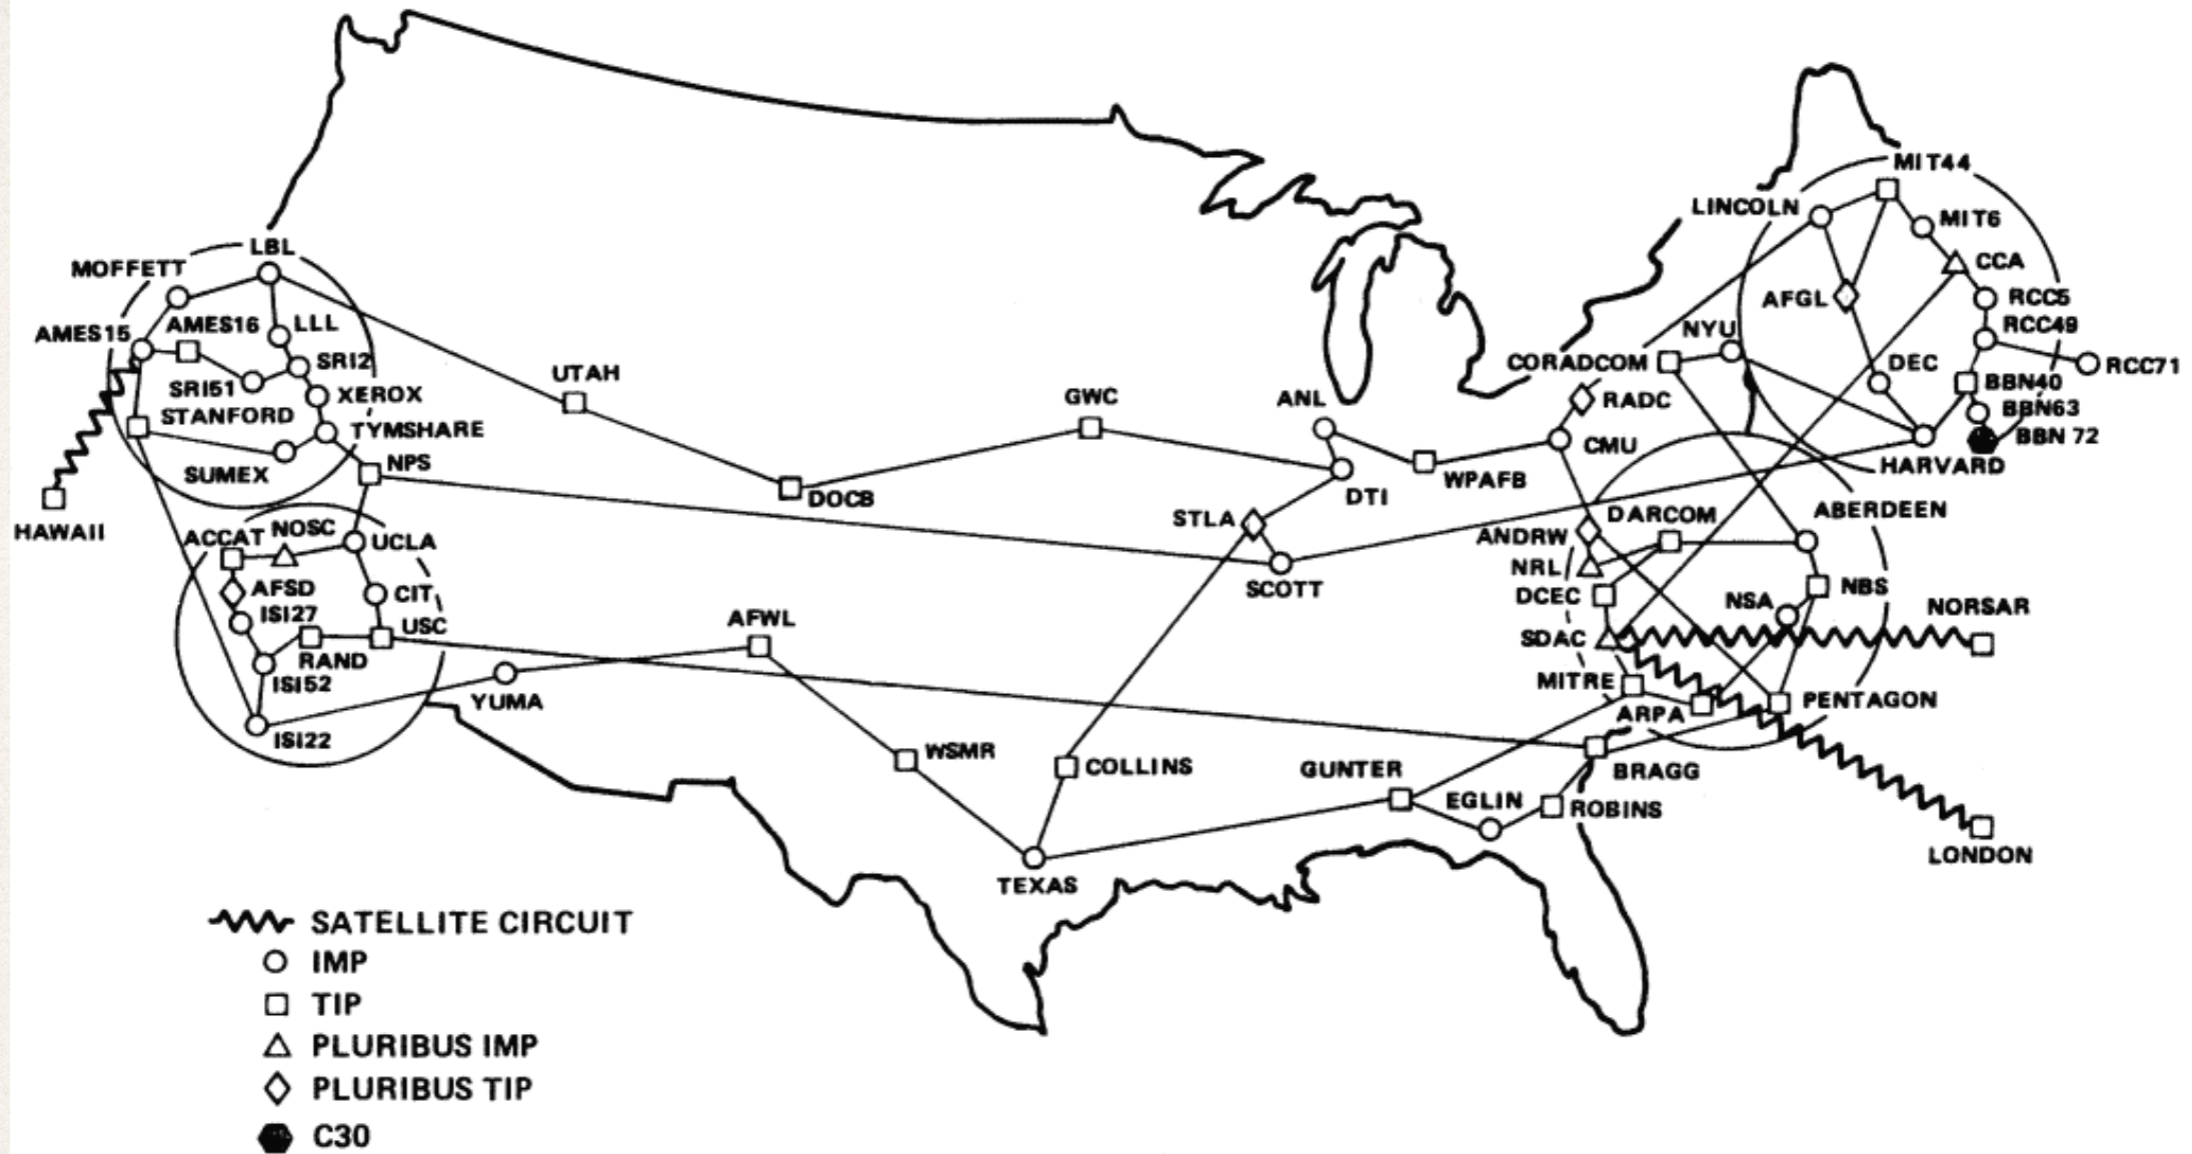 MIT44
LINCOLN
MIT6
LBL
CCA
MOFFETT
AFGL
RCC5
AMES16
LLL
NYU
RCC49
AMES15
SRI2
CORADCOM
DEC
RCC71
UTAH
SRI51
XEROX
GWC
ANL
RADC
BBN40
STANFORD
BBN63
TYMSHARE
CMU
BBN 72
SUMEX
NPS
HARVARD
WPAFB
DOCB
DTI
HAWAII
STLA
DARCOM
ABERDEEN
ACCAT
NOSC
UCLA
ANDRW
NRL
SCOTT
AFSD
CIT
DCEC
NSA
NBS
NORSAR
ISI27
AFWL
USC
SDAC
RAND
ISI52
MITRE
YUMA
ARPA
PENTAGON
ISI22
WSMR
COLLINS
GUNTER
BRAGG
EGLIN
ROBINS
LONDON
TEXAS
SATELLITE CIRCUIT
IMP
TIP
PLURIBUS IMP
PLURIBUS TIP
C30